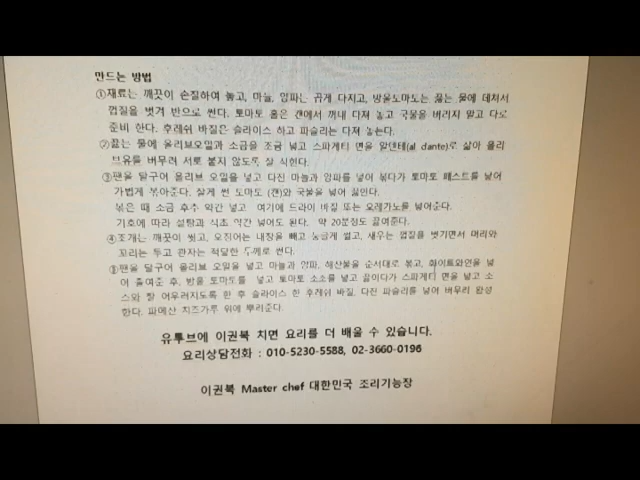 만드는 방법
①재료는 깨끗이 손질하여 놓고, 마늘, 양파는 곱게 다지고, 방울토마토는 끓는 물에 데쳐서
껍질을 벗겨 반으로 썬다. 토마토 홀은 캔에서 꺼내 다져 놓고 국물을 버리지 말고 다로
준비 한다. 후레쉬 바질은 슬라이스 하고 파슬리는 다져 놓는다.
②끓는 물에 올리브오일과 소금을 조금 넣고 스파게티 면을 알덴테(al dante)로 삶아 올리
브유를 버무려 서로 붙지 않도록 살 식힌다.
③팬을 달구어 올리브 오일을 넣고 다진 마늘과 양파를 넣어 볶다가 토마토 페스트를 넣어
가볍게 볶아준다. 잘게 썬 토마도 (캔)와 국물을 넣어 끓인다.
볶은 때 소금 후추 약간 넣고 여기에 드라이 바질 또는 오레가노를 넣어준다.
기호에 따라 설탕과 식초 약간 넣어도 된다. 약 20분정도 끓여준다.
④조개는 깨끗이 씻고, 오징어는 내장을 빼고 둥글게 썰고, 새우는 껍질을 벗기면서 머리와
꼬리는 두고 관자는 적당한 두께로 썬다.
⑤팬을 달구어 올리브 오일을 넣고 마늘과 양파, 해산물을 순서대로 볶고, 화이트와인을 넣
어 졸여준 후, 방울 토마토를 넣고 토마토 소소를 넣고 끓이다가 스파게티 면을 넣고 소
스와 잘 어우러지도록 한 후 슬라이스 한 후레쉬 바질, 다진 파슬리를 넣어 버무리 완성
한다. 파메산 치즈가루 위에 뿌리준다.
유투브에 이권복 치면 요리를 더 배울 수 있습니다.
요리상담전화 : 010-5230-5588, 02-3660-0196
이권복 Master chef 대한민국 조리기능장